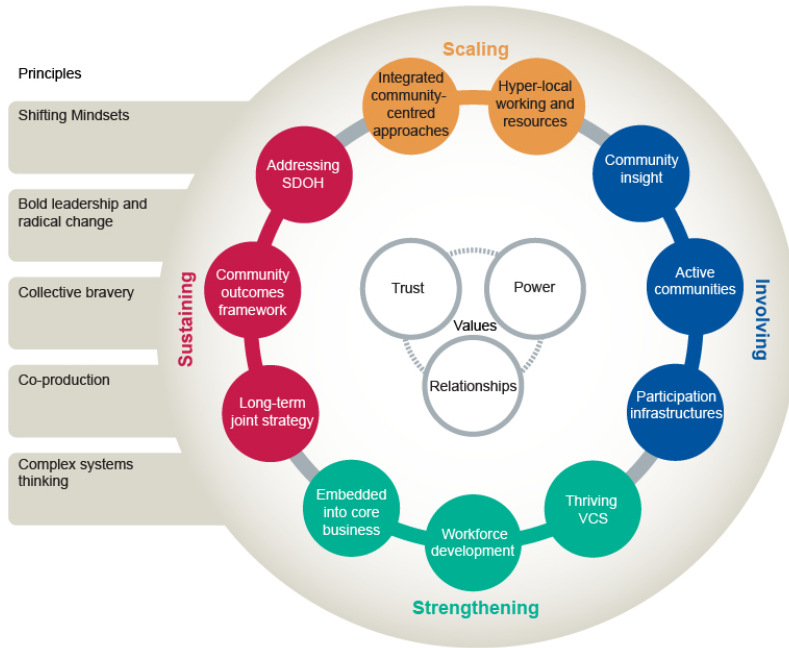 Principles
Shifting Mindsets
Bold leadership and
radical change
Collective bravery
Co-production
Complex systems
thinking
Scaling
Integrated
community-
centred
approaches
Hyper-local
working and
resources
Involving
Community
insight
Active
communities
Participation
infrastructures
Strengthening
Thriving
VCS
Workforce
development
Embedded
into core
business
Sustaining
Long-term
joint strategy
Community
outcomes
framework
Addressing
SDOH
Trust
Power
Values
Relationships